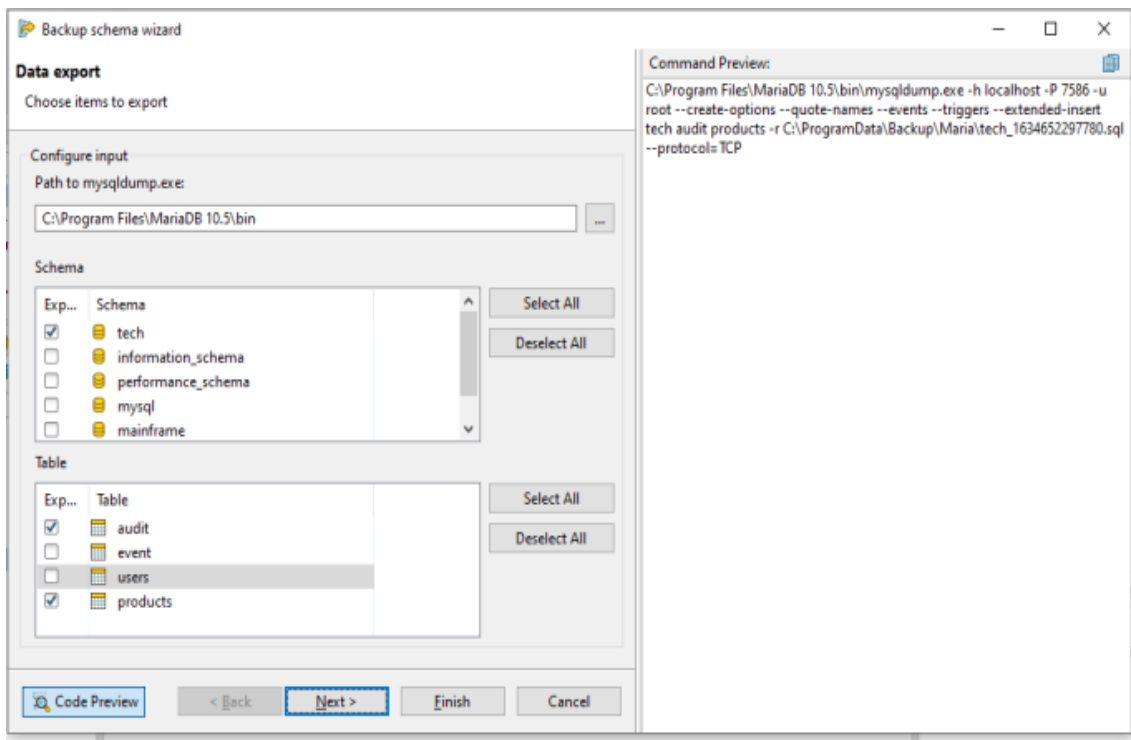 Backup schema wizard
Data export
Choose items to export
Configure input
Path to mysqldump.exe:
C:\Program Files\MariaDB 10.5\bin
...
Schema
Exp... Schema
tech
information_schema
performance_schema
mysql
mainframe
Select All
Deselect All
Table
Exp... Table
audit
event
users
products
Select All
Deselect All
Code Preview
< Back
Next >
Finish
Cancel
Command Preview:
C:\Program Files\MariaDB 10.5\bin\mysqldump.exe -h localhost -P 7586 -u
root --create-options --quote-names --events --triggers --extended-insert
tech audit products -r C:\ProgramData\Backup\Maria\tech_1634652297780.sql
--protocol=TCP